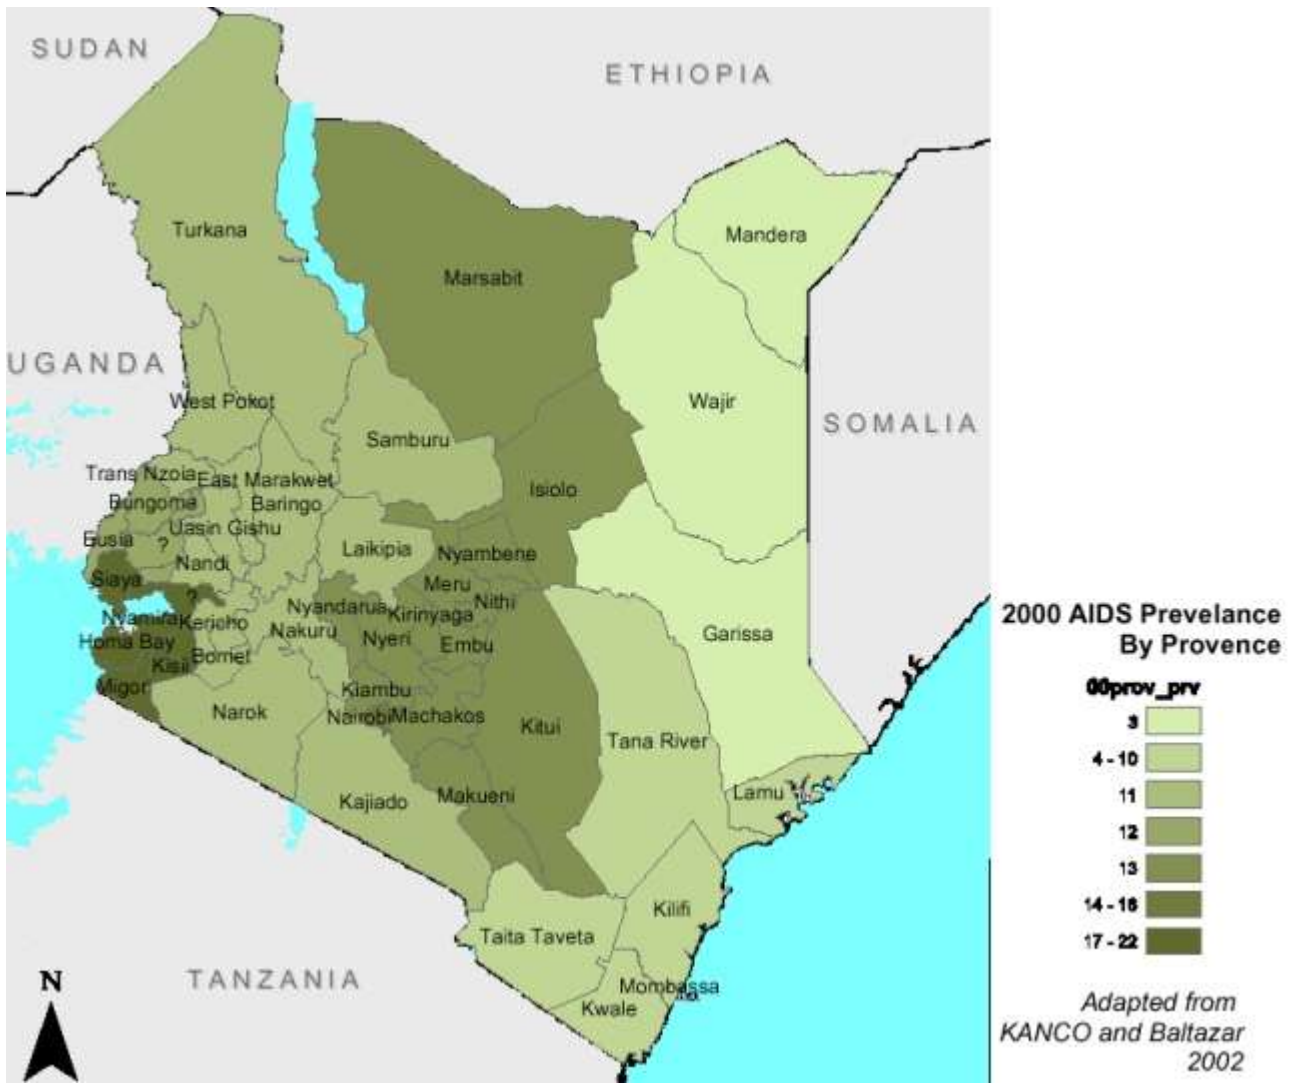 SUDAN
ETHIOPIA
Mandera
Turkana
Marsabit
UGANDA
West Pokot
Wajir
SOMALIA
Samburu
Trans Nzoia
East Marakwet
Bungoma
Baringo
Isiolo
Uasin Gishu
Eusia
?
Laikipia
Nyambene
Nandi
Siaya
Meru
?
Nithi
Nyandarua
Kirinyaga
Nyamira
Kericho
Nakuru
Nyeri
Embu
Garissa
Homa Bay
Kisii
Bomet
Migori
Kiambu
Narok
Nairobi
Machakos
Kitui
Tana River
Makueni
Kajiado
Lamu
Kilifi
Taita Taveta
Mombassa
Kwale
TANZANIA
N
2000 AIDS Prevelance
By Provence
00prov_prv
3
4 - 10
11
12
13
14 - 16
17 - 22
Adapted from
KANCO and Baltazar
2002